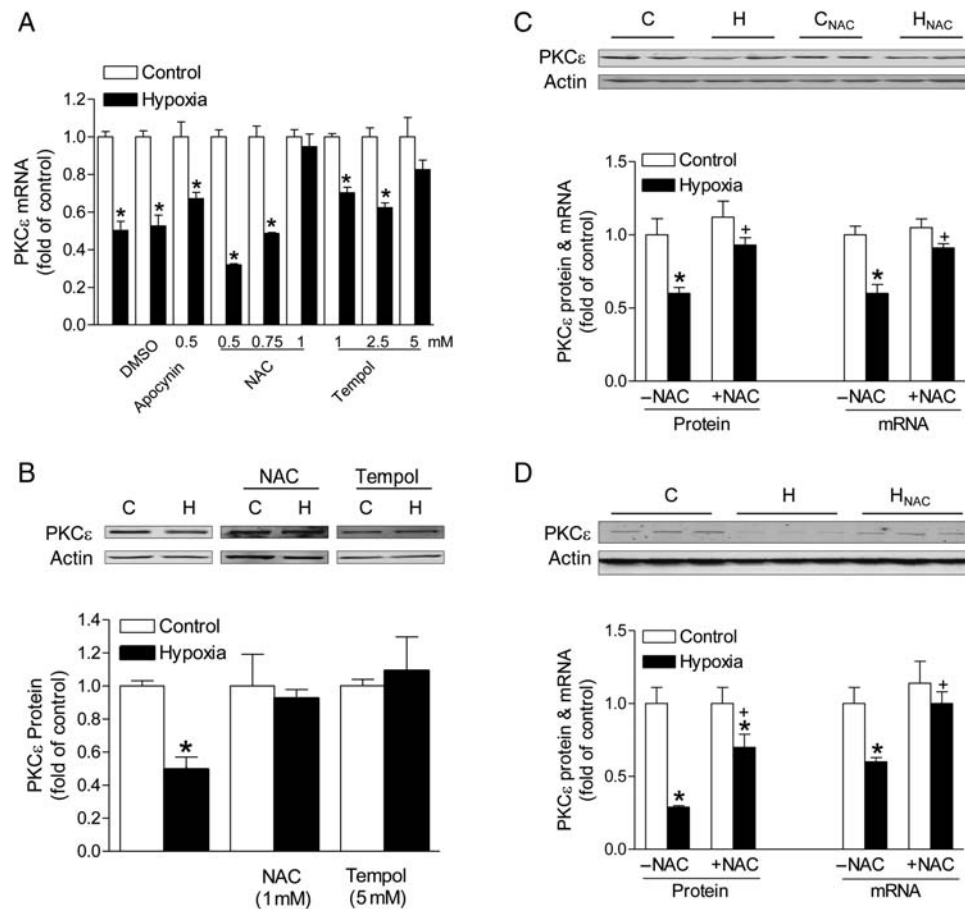 A
Control
Hypoxia
PKCε mRNA
(fold of control)
1.2
1.0
0.8
0.6
0.4
0.2
0.0
* * * * * * *
0.5 0.5 0.75 1 1 2.5 5 mM
DMSO
Apocynin
NAC
Tempol
B
NAC Tempol
C H C H C H
PKCε
Actin
Control
Hypoxia
PKCε Protein
(fold of control)
1.4
1.2
1.0
0.8
0.6
0.4
0.2
0.0
*
NAC
(1mM)
Tempol
(5 mM)
C
C H CNAC HNAC
PKCε
Actin
Control
Hypoxia
PKCε protein & mRNA
(fold of control)
1.5
1.0
0.5
0.0
* + * +
–NAC +NAC –NAC +NAC
Protein mRNA
D
C H HNAC
PKCε
Actin
Control
Hypoxia
PKCε protein & mRNA
(fold of control)
1.5
1.0
0.5
0.0
* + * * +
–NAC +NAC –NAC +NAC
Protein mRNA